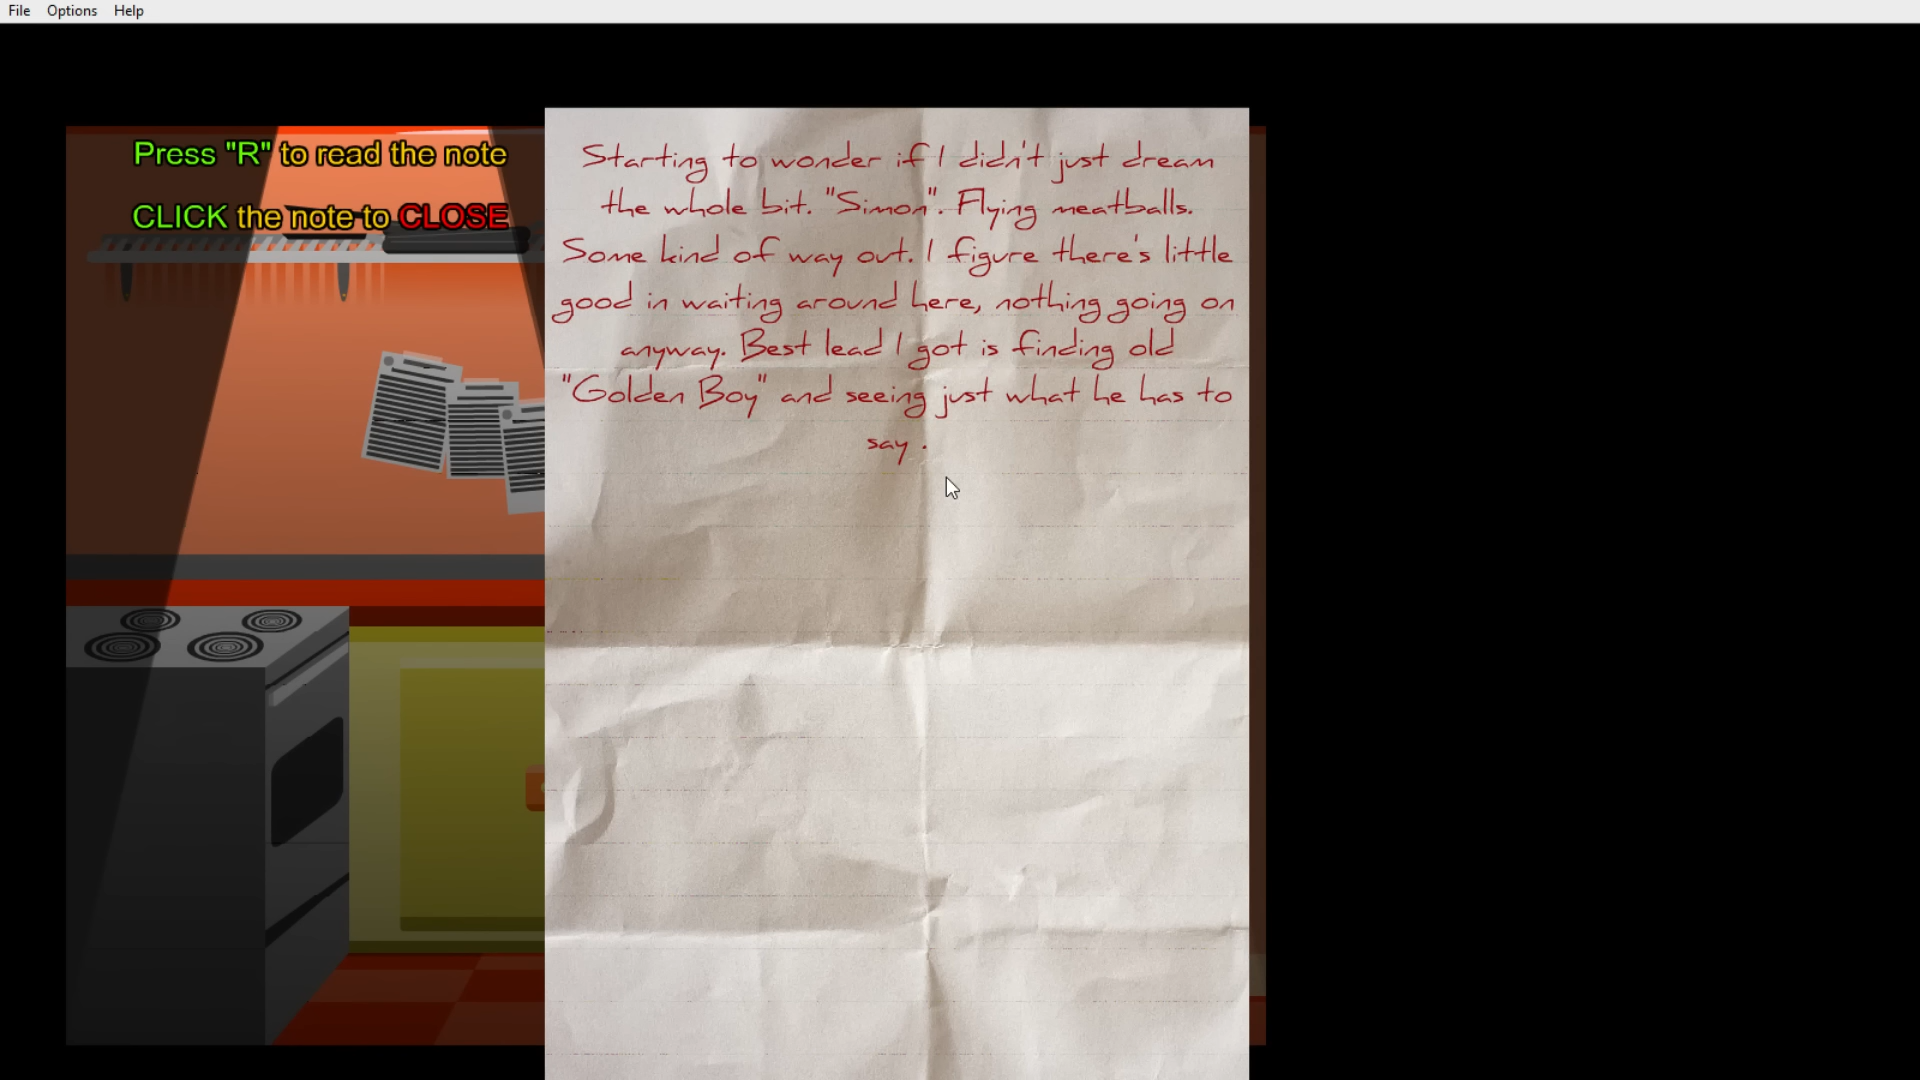 File Options Help
Press "R" to read the note
CLICK the note to CLOSE
Starting to wonder if I didn't just dream
the whole bit. "Simon". Flying meatballs.
Some kind of way out. I figure there's little
good in waiting around here, nothing going on
anyway. Best lead I got is finding old
"Golden Boy" and seeing just what he has to
say .